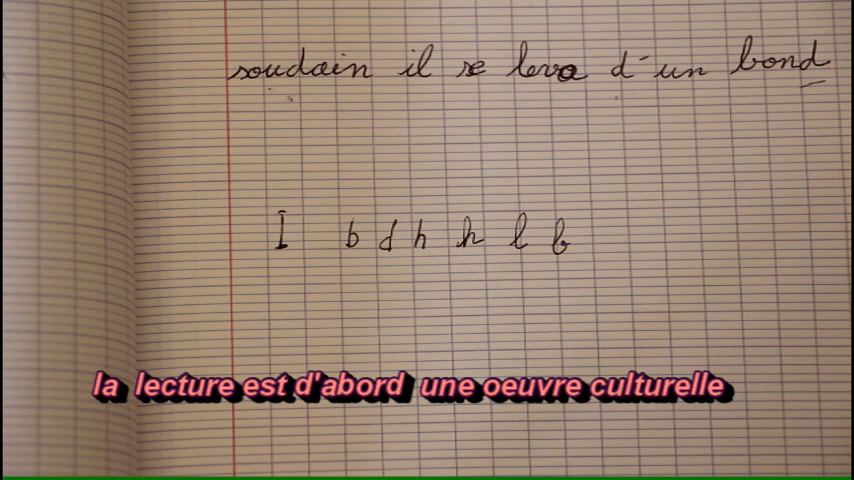 soudain il se leva d'un bond
I b d h h l b
la lecture est d'abord une oeuvre culturelle